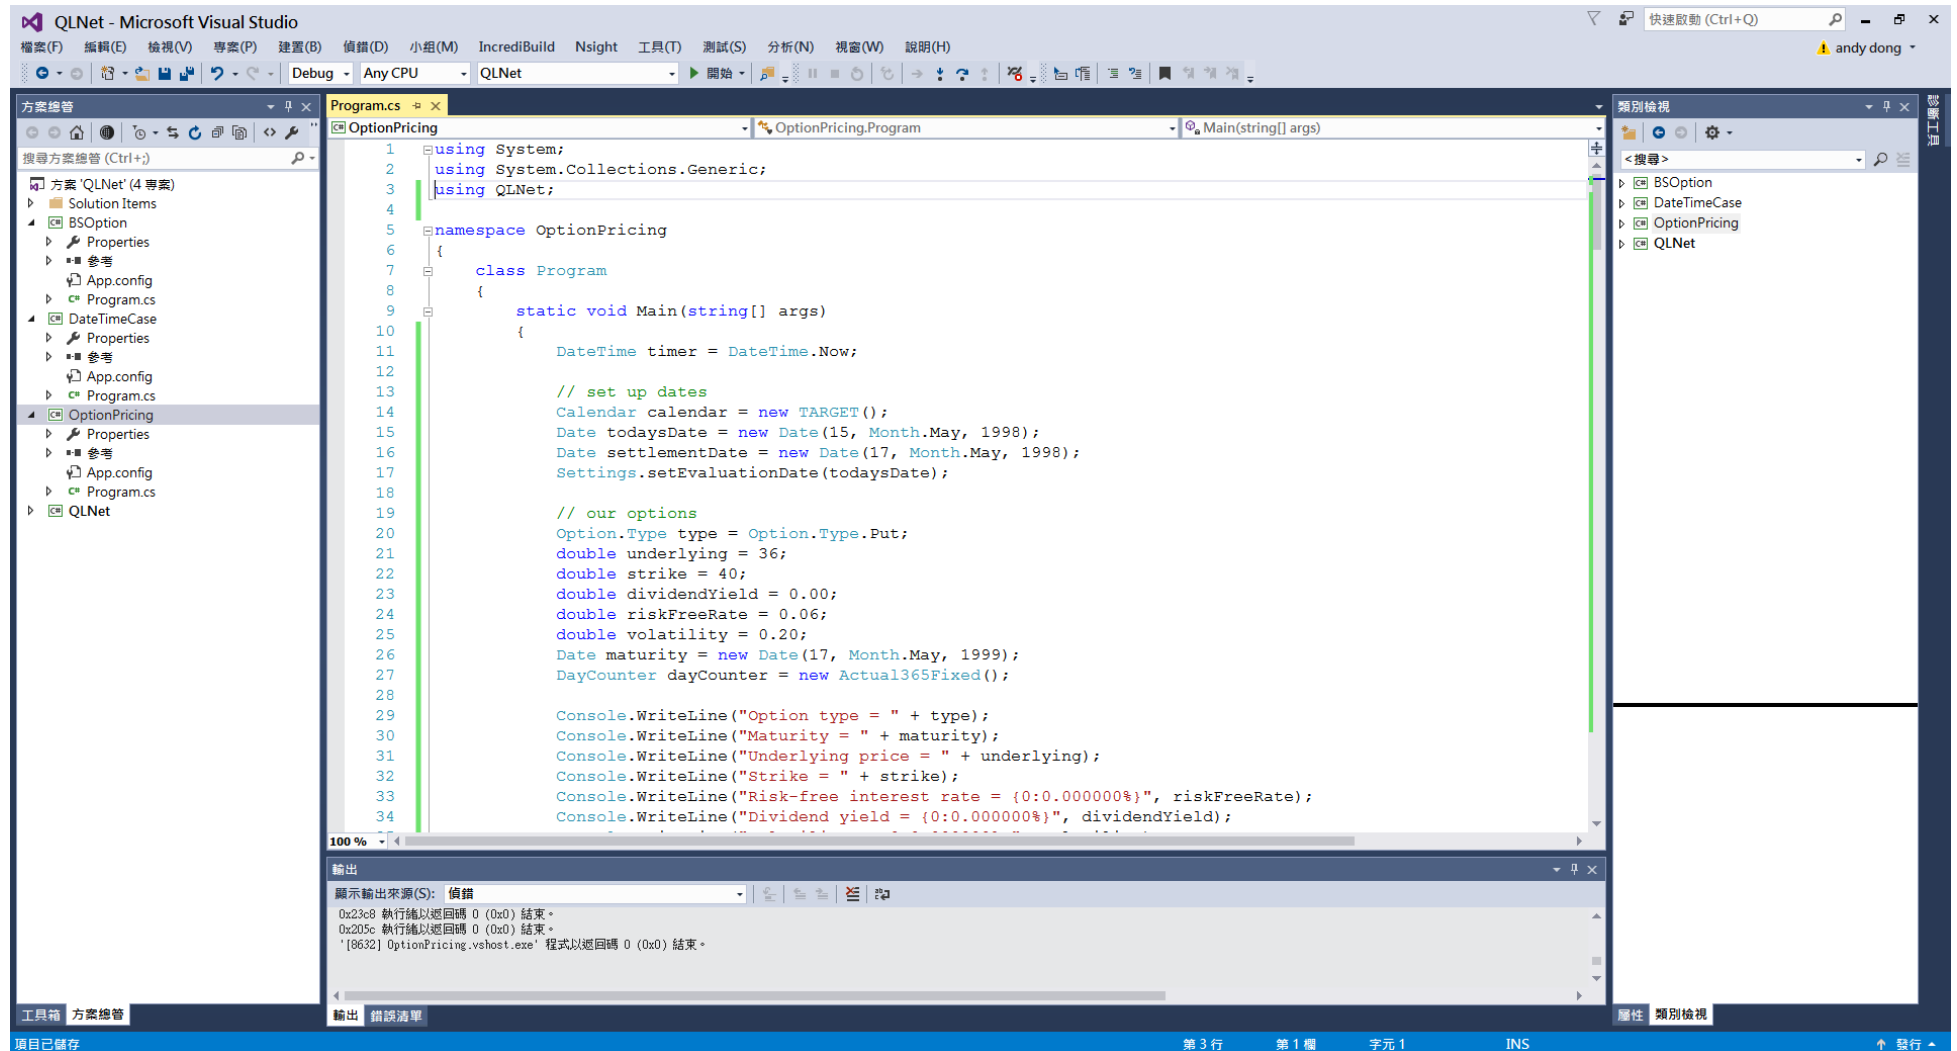 QLNet - Microsoft Visual Studio
快速啟動 (Ctrl+Q)
檔案(F) 編輯(E) 檢視(V) 專案(P) 建置(B) 偵錯(D) 小組(M) IncrediBuild Nsight 工具(T) 測試(S) 分析(N) 視窗(W) 說明(H)
andy dong
Debug Any CPU QLNet 開始
方案總管
搜尋方案總管 (Ctrl+;)
方案 'QLNet' (4 專案)
Solution Items
BSOption
Properties
參考
App.config
Program.cs
DateTimeCase
Properties
參考
App.config
Program.cs
OptionPricing
Properties
參考
App.config
Program.cs
QLNet
工具箱 方案總管
Program.cs
OptionPricing OptionPricing.Program Main(string[] args)
1 using System;
2 using System.Collections.Generic;
3 using QLNet;
4
5 namespace OptionPricing
6 {
7 class Program
8 {
9 static void Main(string[] args)
10 {
11 DateTime timer = DateTime.Now;
12
13 // set up dates
14 Calendar calendar = new TARGET();
15 Date todaysDate = new Date(15, Month.May, 1998);
16 Date settlementDate = new Date(17, Month.May, 1998);
17 Settings.setEvaluationDate(todaysDate);
18
19 // our options
20 Option.Type type = Option.Type.Put;
21 double underlying = 36;
22 double strike = 40;
23 double dividendYield = 0.00;
24 double riskFreeRate = 0.06;
25 double volatility = 0.20;
26 Date maturity = new Date(17, Month.May, 1999);
27 DayCounter dayCounter = new Actual365Fixed();
28
29 Console.WriteLine("Option type = " + type);
30 Console.WriteLine("Maturity = " + maturity);
31 Console.WriteLine("Underlying price = " + underlying);
32 Console.WriteLine("Strike = " + strike);
33 Console.WriteLine("Risk-free interest rate = {0:0.000000%}", riskFreeRate);
34 Console.WriteLine("Dividend yield = {0:0.000000%}", dividendYield);
100 %
輸出
顯示輸出來源(S): 偵錯
0x23c8 執行緒以返回碼 0 (0x0) 結束。
0x205c 執行緒以返回碼 0 (0x0) 結束。
'[8632] OptionPricing.vshost.exe' 程式以返回碼 0 (0x0) 結束。
輸出 錯誤清單
類別檢視
<搜尋>
BSOption
DateTimeCase
OptionPricing
QLNet
屬性 類別檢視
診斷工具
項目已儲存 第 3 行 第 1 欄 字元 1 INS 發行